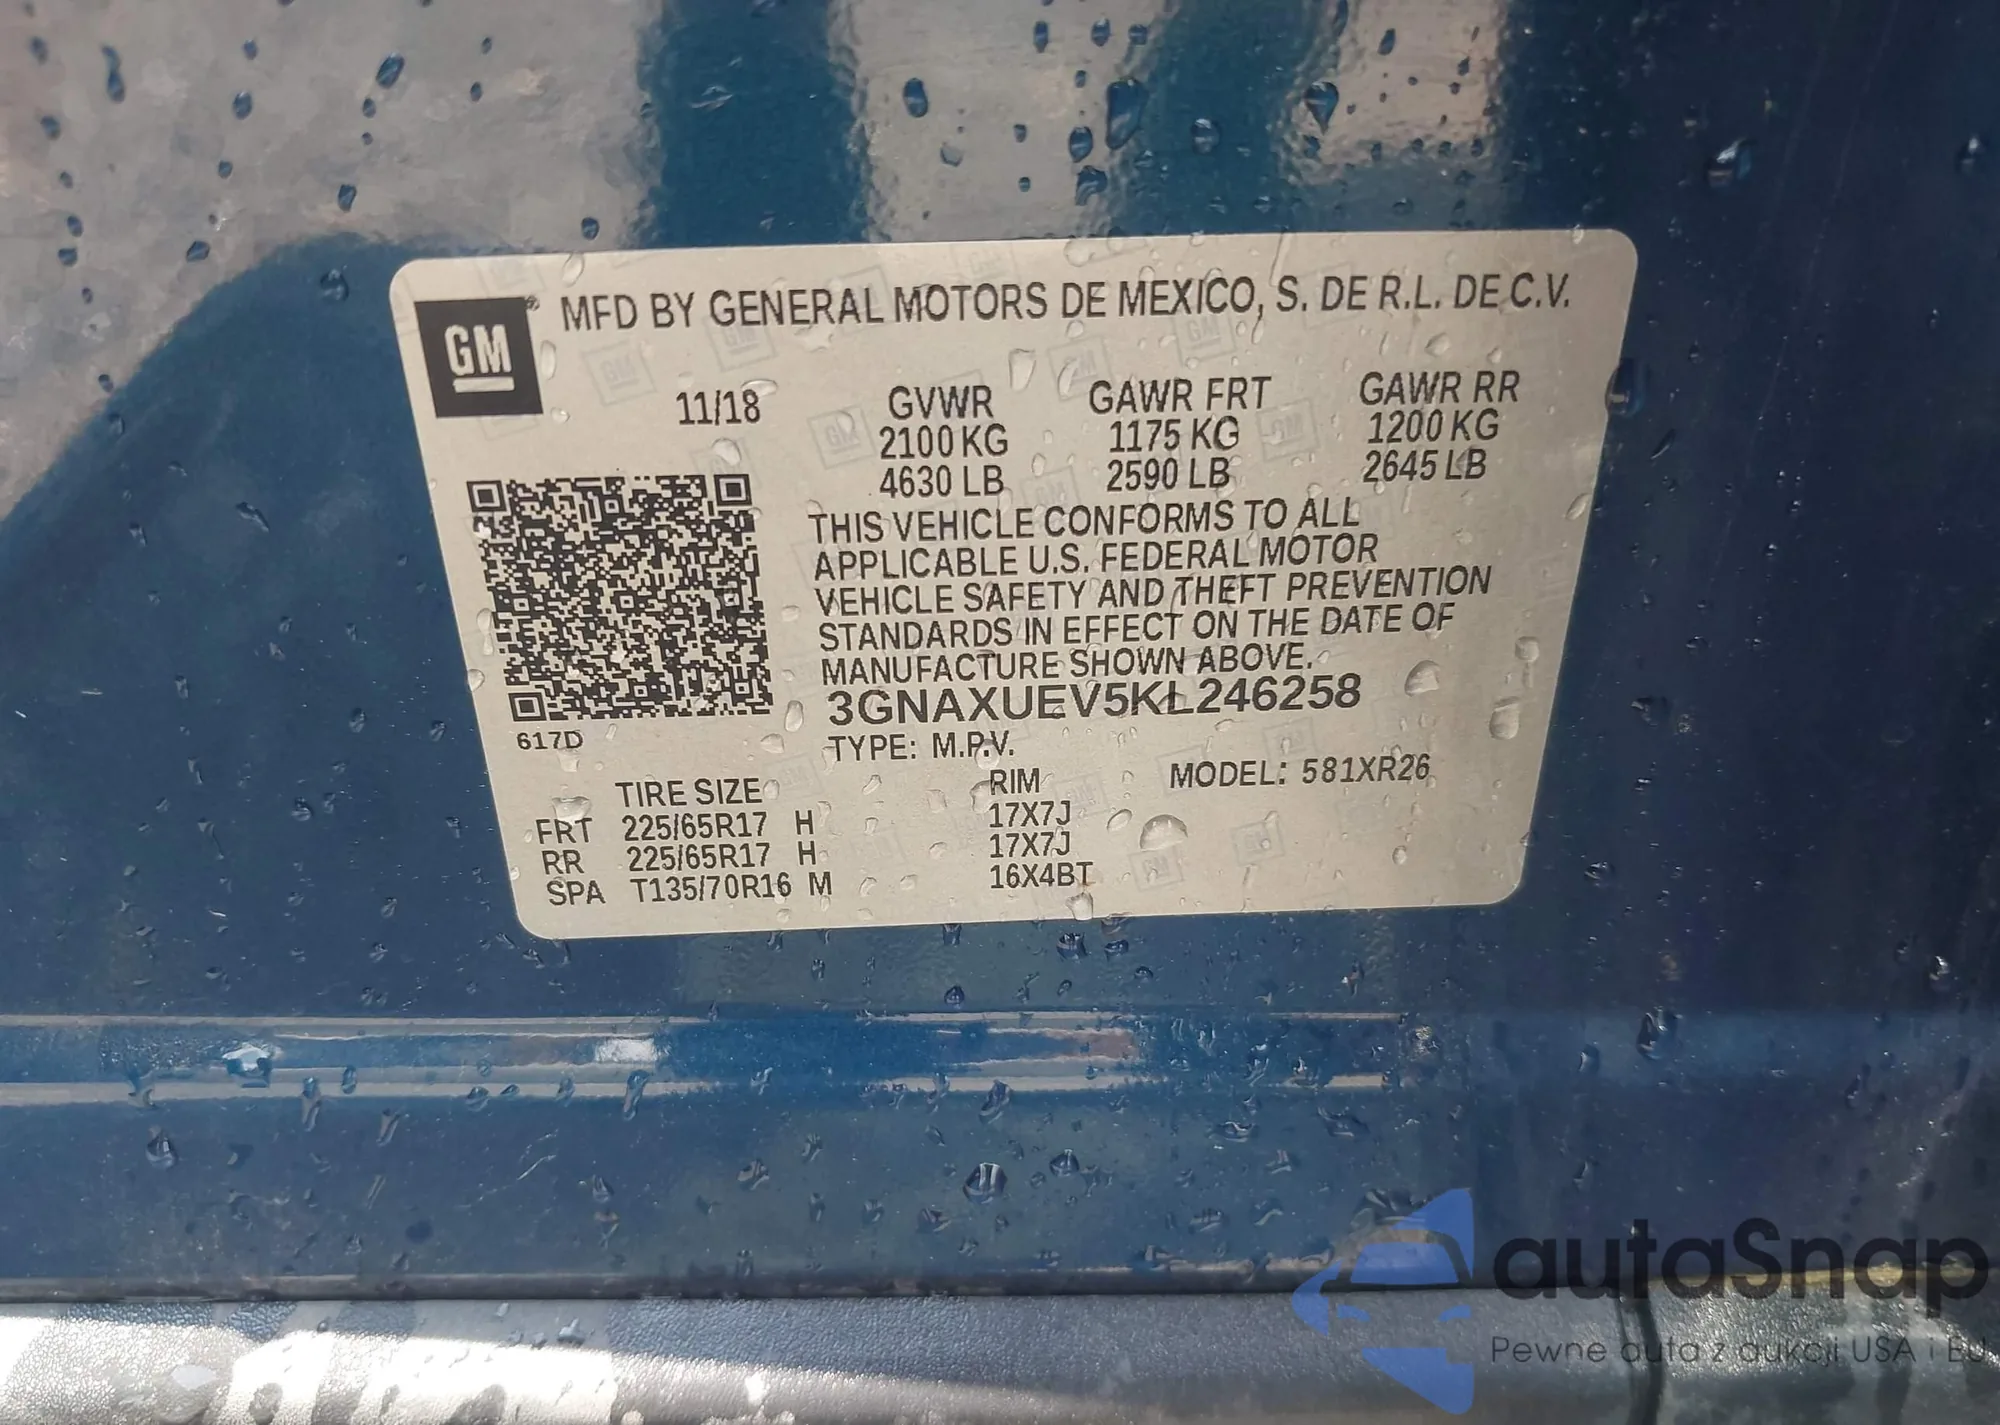 GM
MFD BY GENERAL MOTORS DE MEXICO, S. DE R.L. DE C.V.
11/18 GVWR GAWR FRT GAWR RR
2100 KG 1175 KG 1200 KG
4630 LB 2590 LB 2645 LB
THIS VEHICLE CONFORMS TO ALL
APPLICABLE U.S. FEDERAL MOTOR
VEHICLE SAFETY AND THEFT PREVENTION
STANDARDS IN EFFECT ON THE DATE OF
MANUFACTURE SHOWN ABOVE.
3GNAXUEV5KL246258
617D
TYPE: M.P.V.
TIRE SIZE RIM MODEL: 581XR26
FRT 225/65R17 H 17X7J
RR 225/65R17 H 17X7J
SPA T135/70R16 M 16X4BT
autaSnap
Pewne auta z aukcji USA i EU